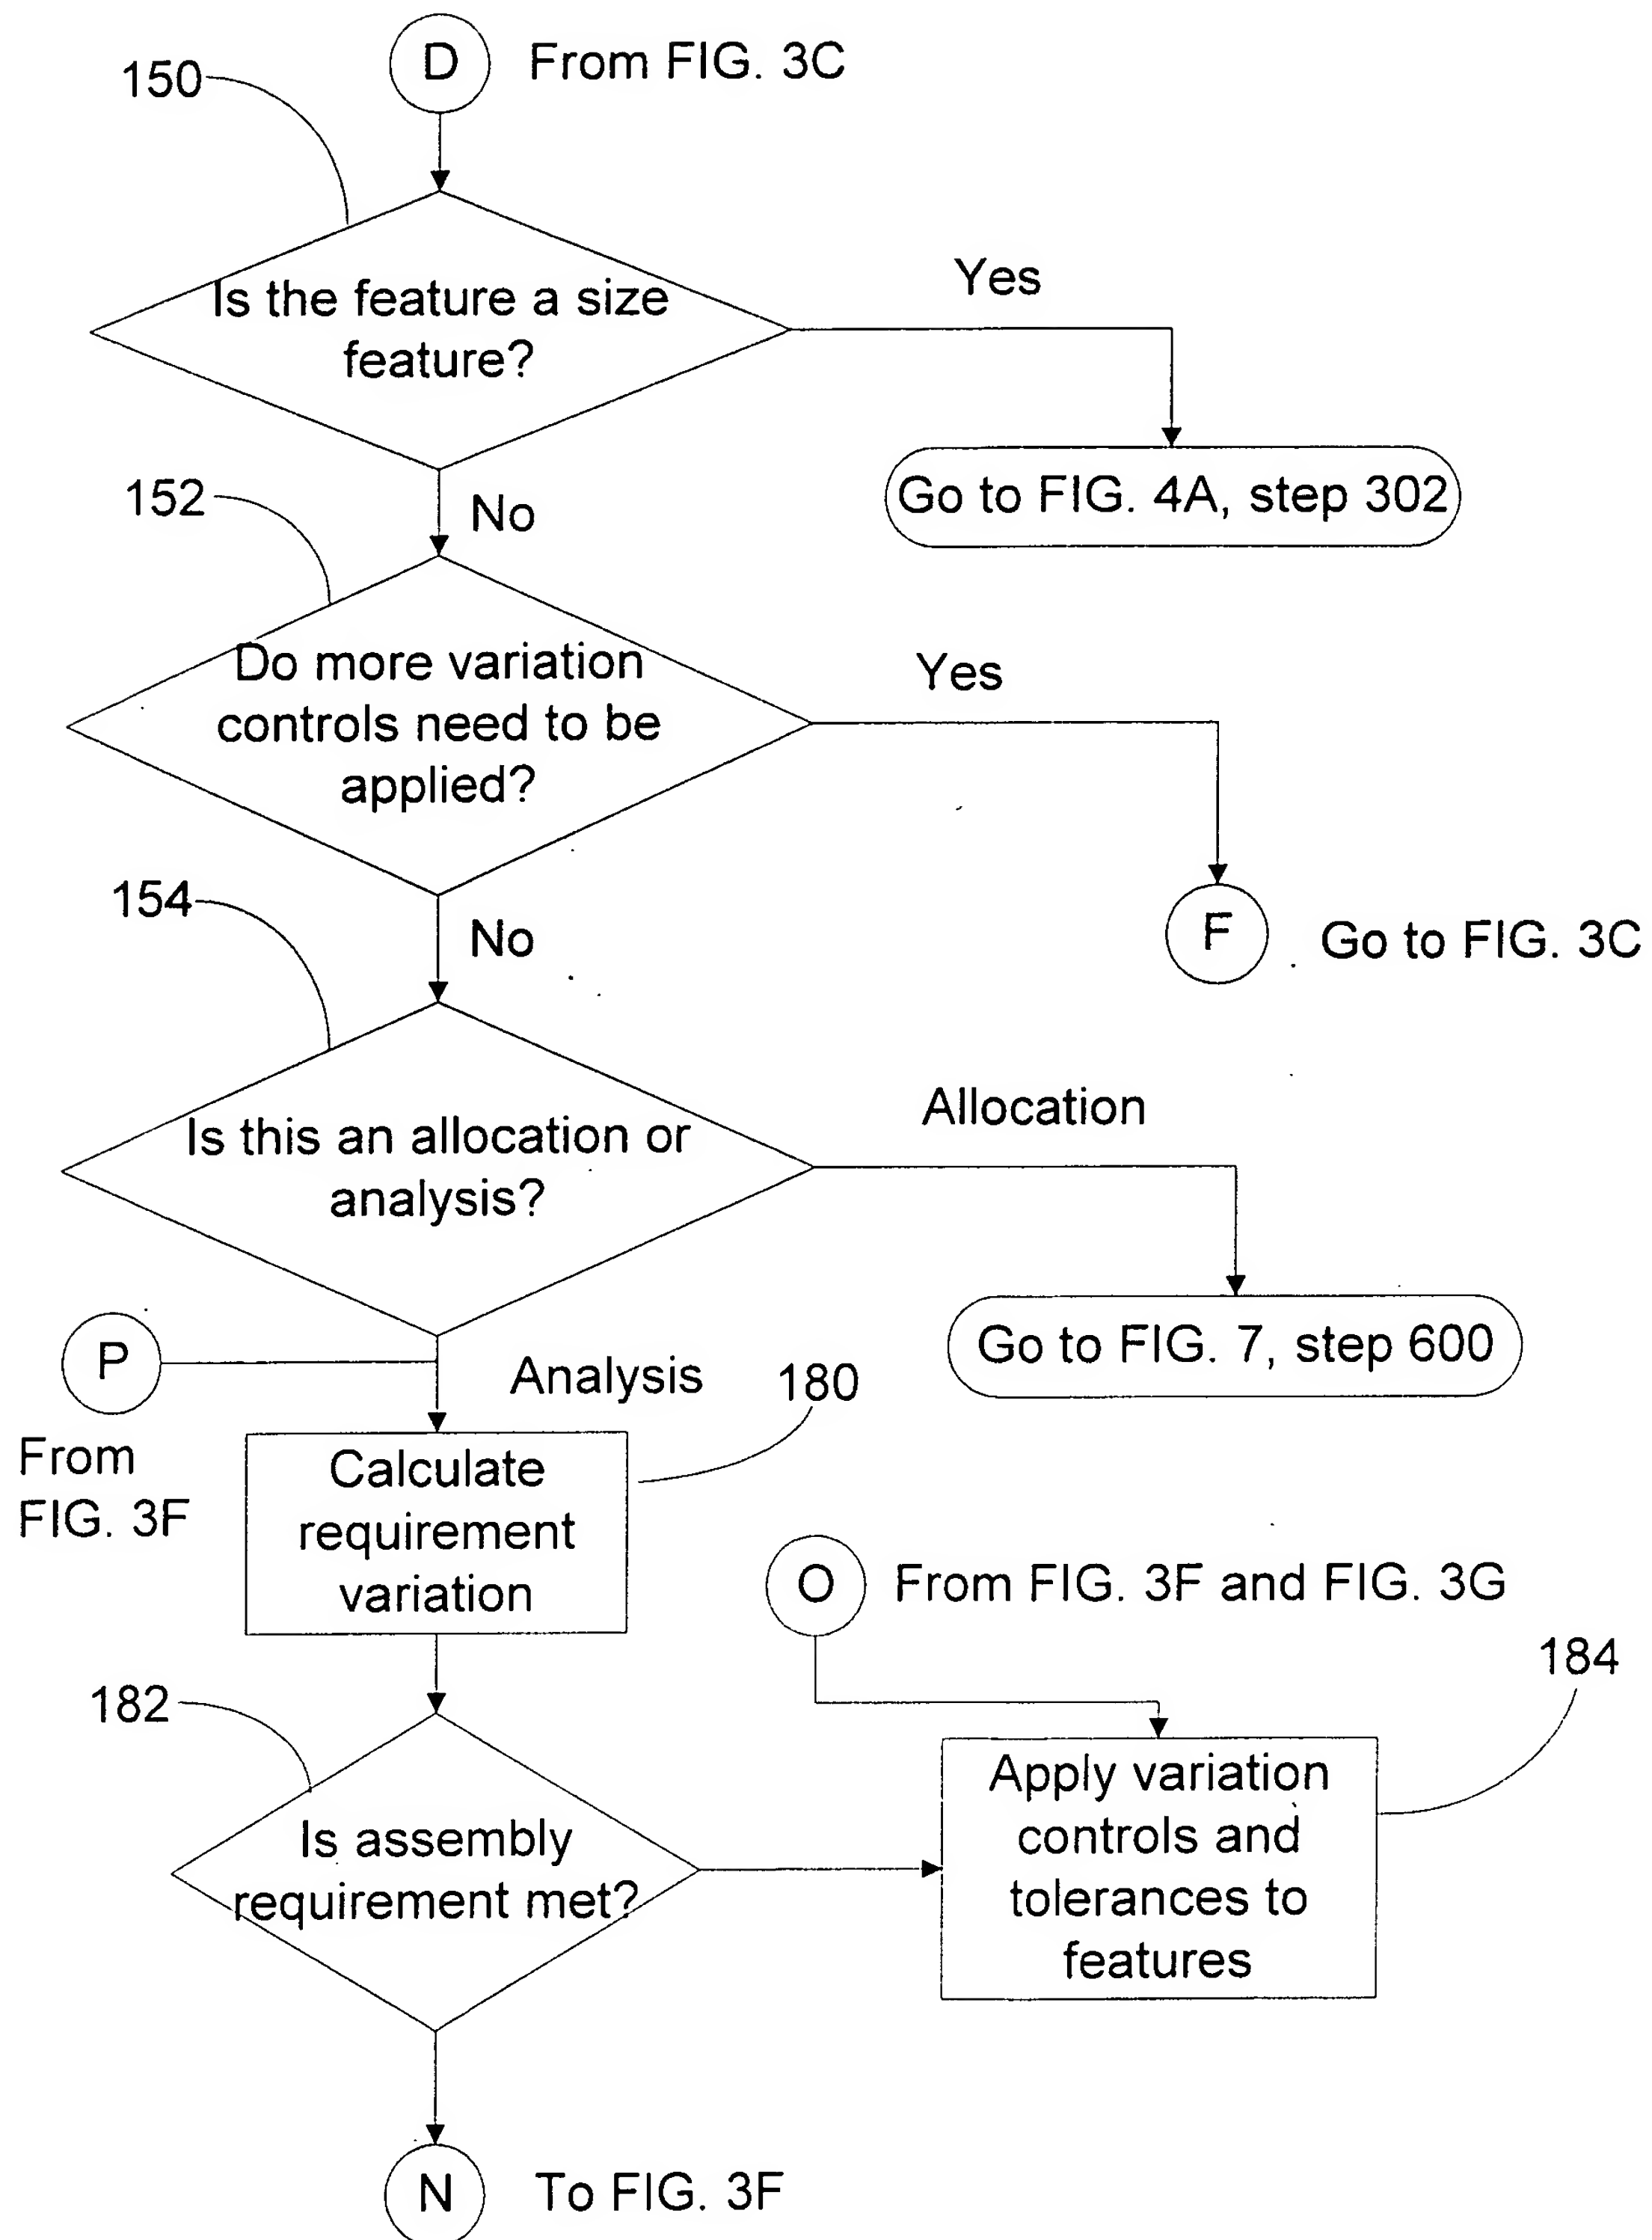 D
From FIG. 3C
150
Is the feature a size
feature?
Yes
Go to FIG. 4A, step 302
No
152
Do more variation
controls need to be
applied?
Yes
F
Go to FIG. 3C
No
154
Is this an allocation or
analysis?
Allocation
Go to FIG. 7, step 600
P
From
FIG. 3F
Analysis
180
Calculate
requirement
variation
O
From FIG. 3F and FIG. 3G
182
Is assembly
requirement met?
184
Apply variation
controls and
tolerances to
features
N
To FIG. 3F